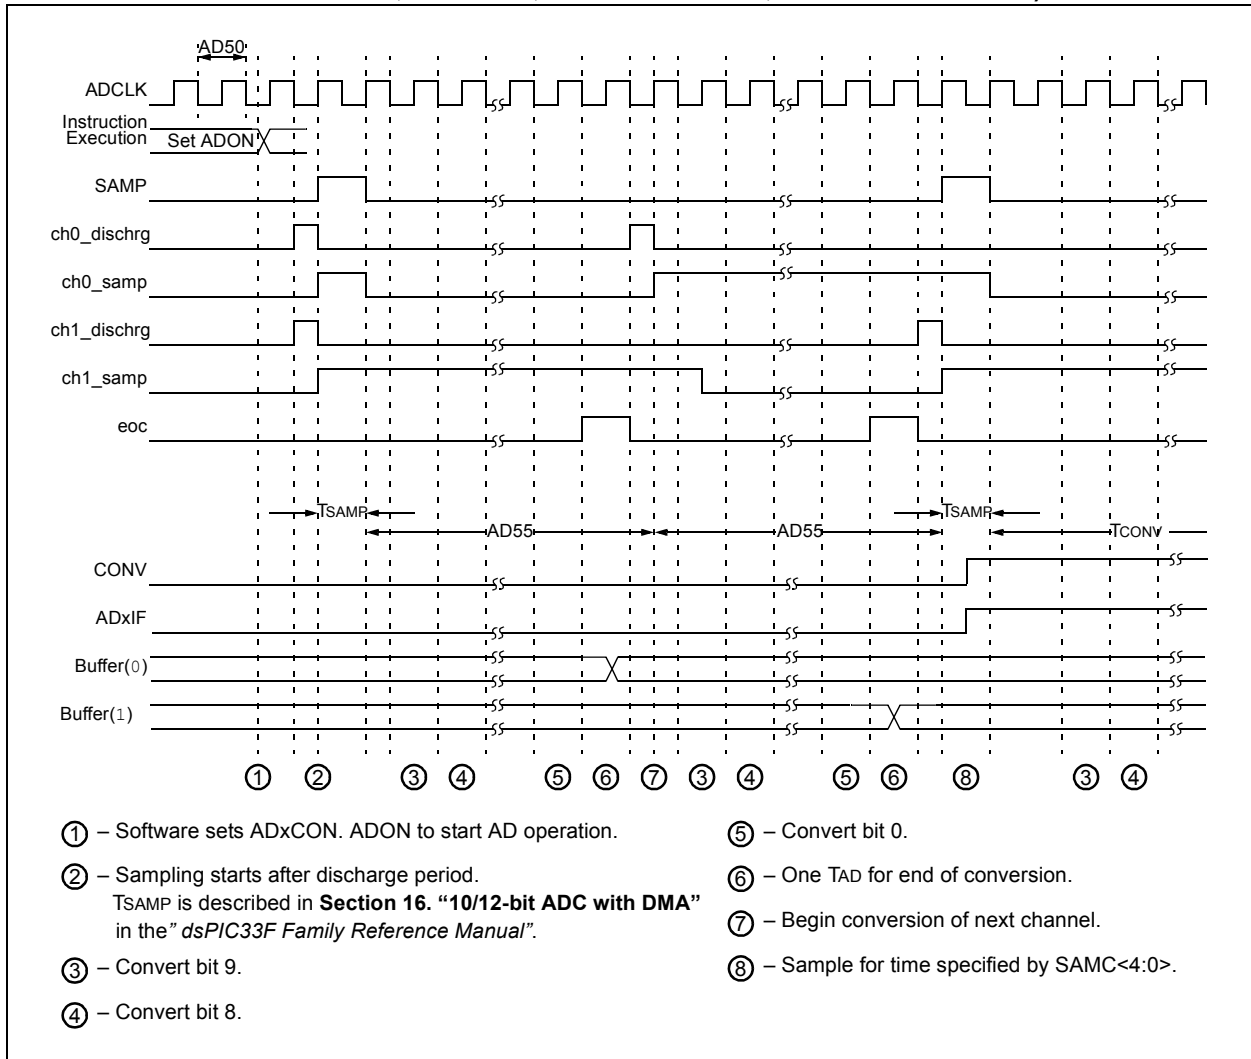 AD50
ADCLK
Instruction
Execution
Set ADON
SAMP
ch0_dischrg
ch0_samp
ch1_dischrg
ch1_samp
eoc
TSAMP
TSAMP
AD55
AD55
TCONV
CONV
ADxIF
Buffer(0)
Buffer(1)
1 2 3 4 5 6 7 3 4 5 6 8 3 4
1 – Software sets ADxCON. ADON to start AD operation.
2 – Sampling starts after discharge period.
TSAMP is described in Section 16. “10/12-bit ADC with DMA”
in the” dsPIC33F Family Reference Manual”.
3 – Convert bit 9.
4 – Convert bit 8.
5 – Convert bit 0.
6 – One TAD for end of conversion.
7 – Begin conversion of next channel.
8 – Sample for time specified by SAMC<4:0>.